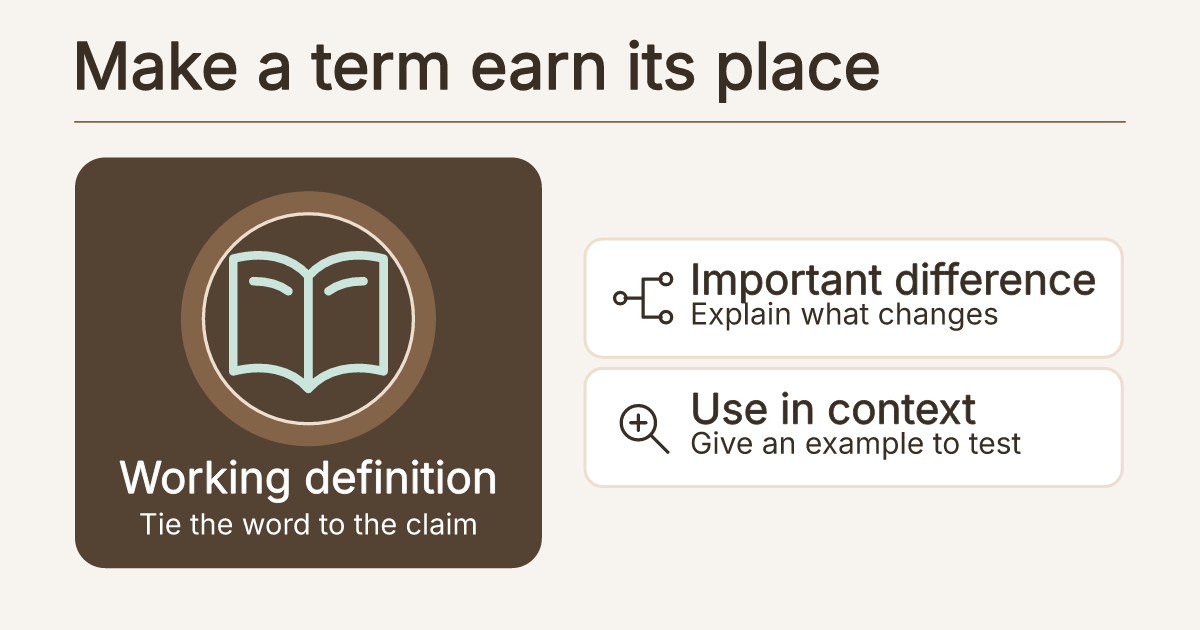 Make a term earn its place
Working definition
Tie the word to the claim
Important difference
Explain what changes
Use in context
Give an example to test